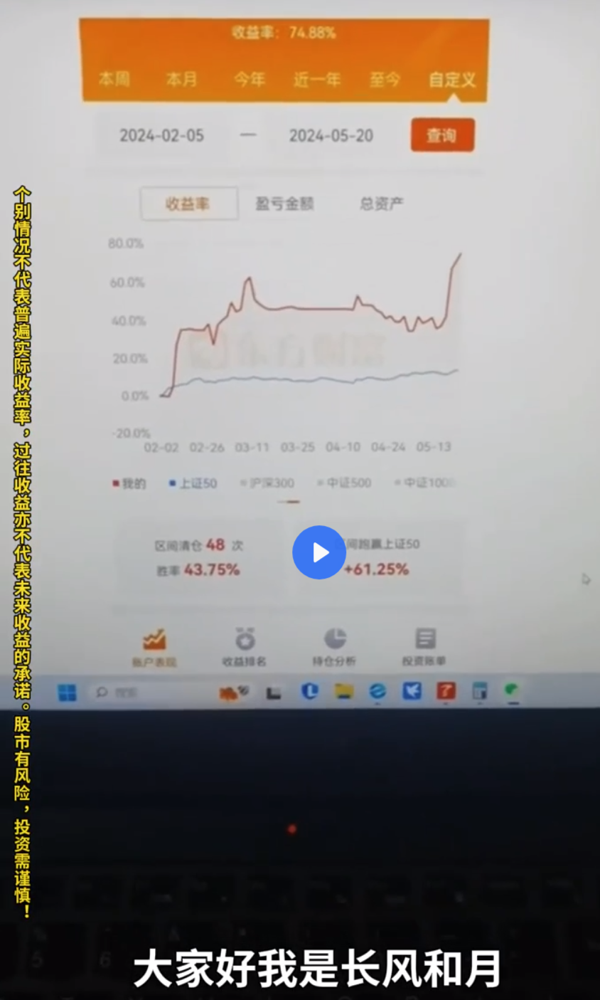 收益率：74.88%
本周 本月 今年 近一年 至今 自定义
2024-02-05 — 2024-05-20 查询
收益率 盈亏金额 总资产
80.0%
60.0%
40.0%
20.0%
0.0%
-20.0%
02-02 02-26 03-11 03-25 04-10 04-24 05-13
我的 上证50 沪深300 中证500 中证1000
区间清仓 48 次
胜率 43.75%
间跑赢上证50
+61.25%
账户表现 收益排名 持仓分析 投资账单
搜索
个别情况不代表普遍实际收益率，过往收益亦不代表未来收益的承诺。股市有风险，投资需谨慎！
5 6
大家好我是长风和月